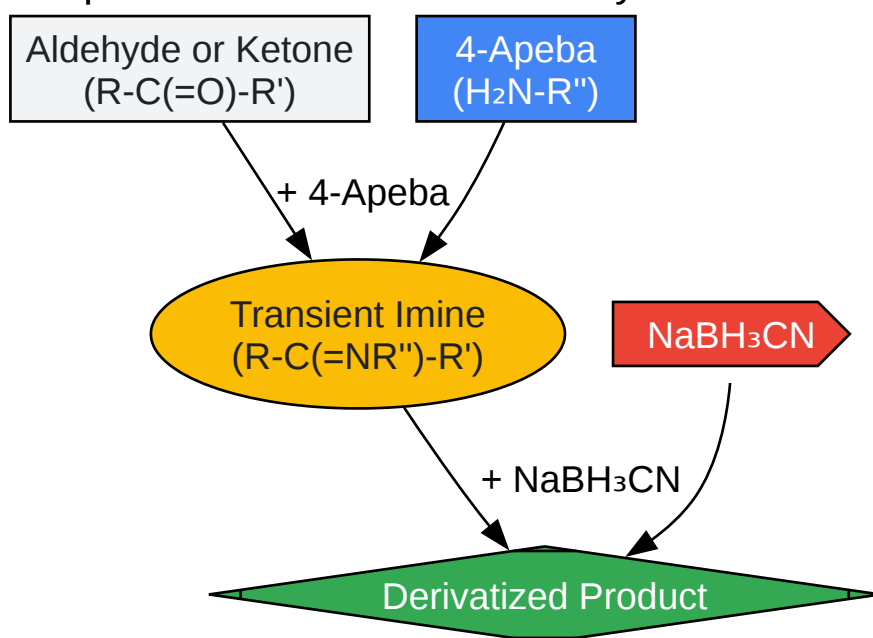 Aldehyde or Ketone
(R-C(=O)-R')
4-Apeba
(H₂N-R")
+ 4-Apeba
Transient Imine
(R-C(=NR")-R')
NaBH₃CN
+ NaBH₃CN
Derivatized Product